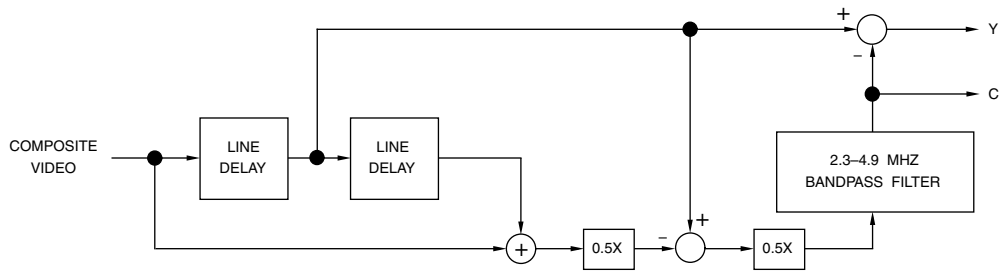 +
Y
–
C
COMPOSITE
VIDEO
LINE
DELAY
LINE
DELAY
2.3–4.9 MHZ
BANDPASS FILTER
+
+
0.5X
–
0.5X